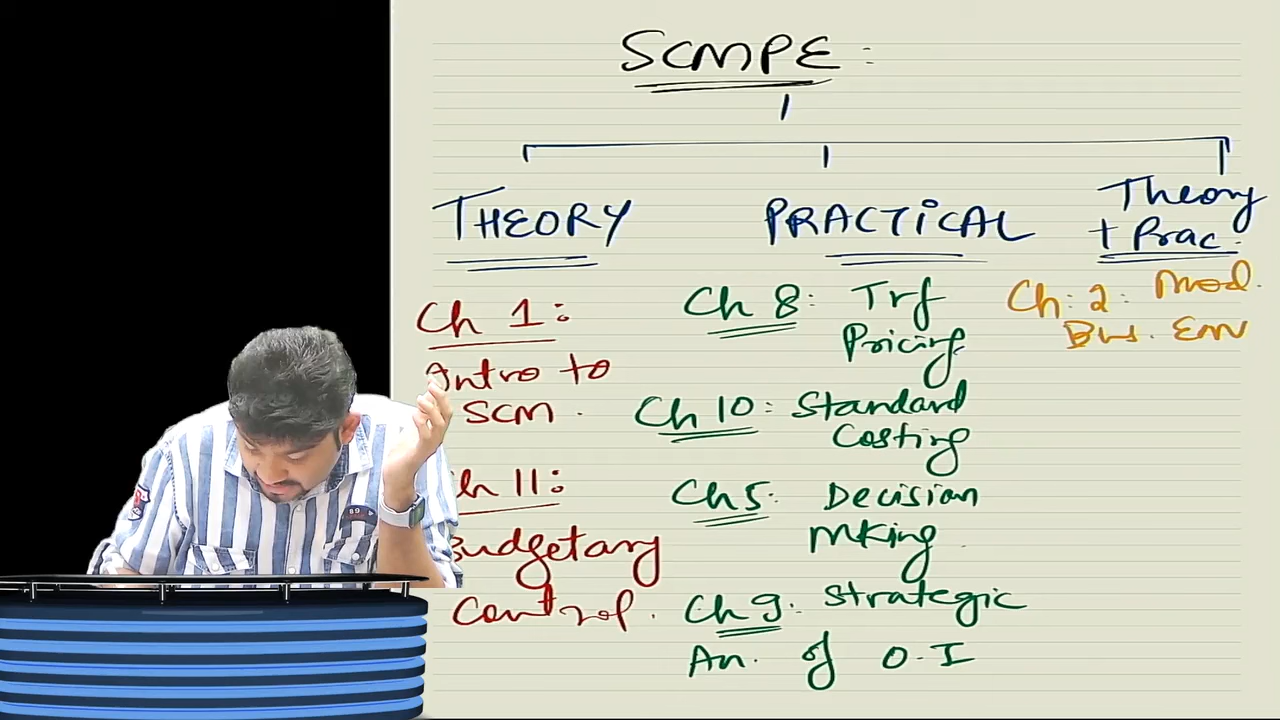 SCMPE :
THEORY
Ch 1 :
Intro to
SCM .
Ch 11 :
Budgetary
Control .
PRACTICAL
Ch 8 : Trf
Pricing
Ch 10 : Standard
Costing
Ch 5 . Decision
Mking
Ch 9 . Strategic
An. of O.I
Theory
+ Prac.
Ch : 2 : Mod.
Bus. Env
89